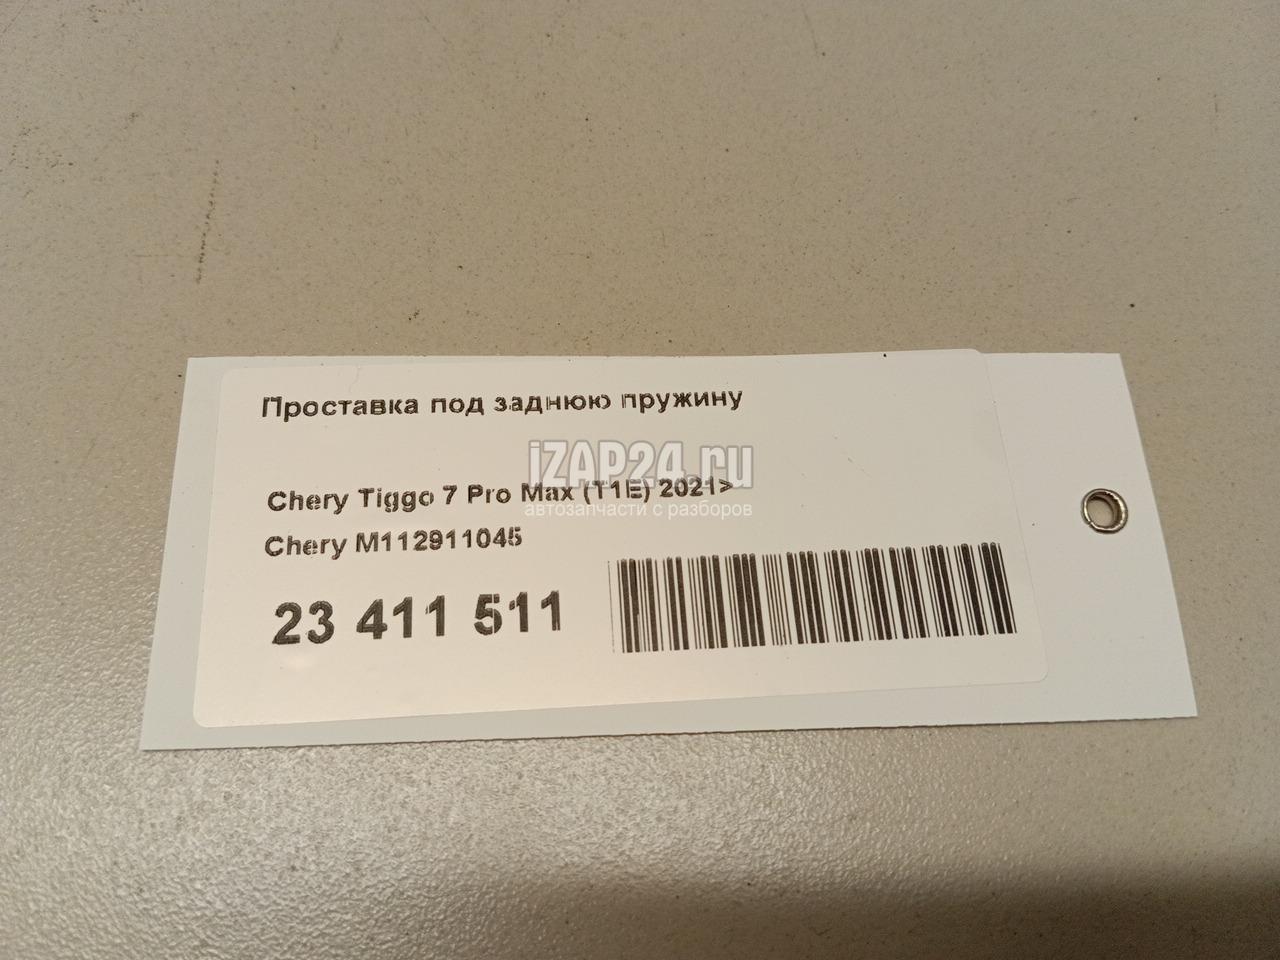 Проставка под заднюю пружину
iZAP24.ru
Chery Tiggo 7 Pro Max (T1E) 2021>
автозапчасти с разборов
Chery M112911045
23 411 511